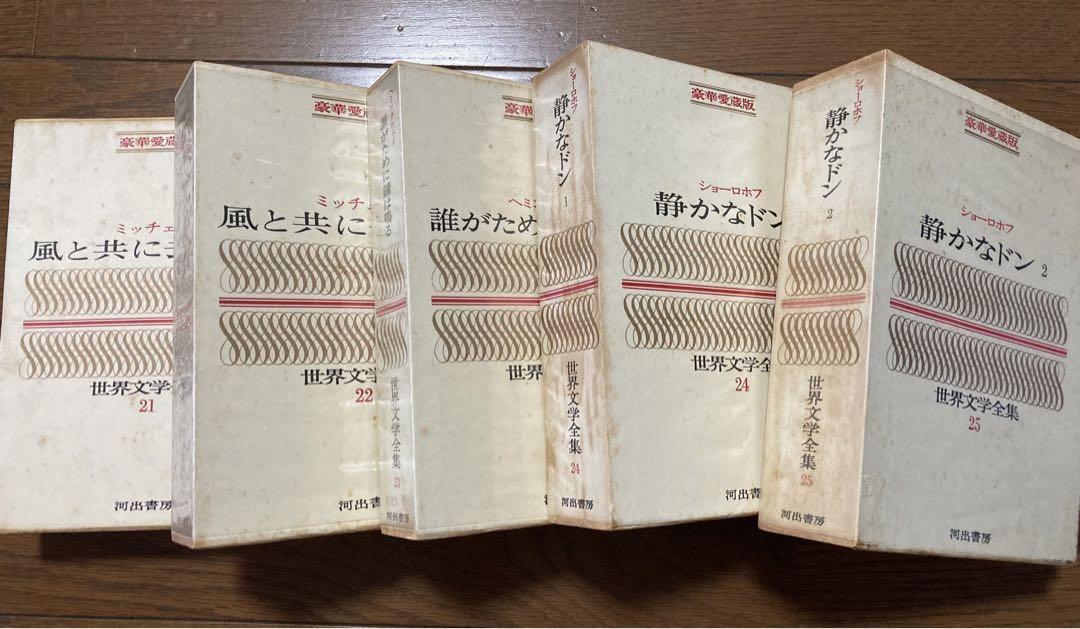 豪華愛
ミッチェ
風と共に
世界文学
21
河出書房
豪華愛蔵
ミッチェ
風と共に
世界文学
22
河出書房
誰がために鐘は鳴る
世界文学全集
23
河出書房
豪華
ヘミ
誰がため
世界
ショーロホフ
静かなドン
1
世界文学全集
24
河出書房
豪華愛蔵版
ショーロホフ
静かなドン
世界文学全
24
河出書房
ショーロホフ
静かなドン
2
世界文学全集
25
河出書房
豪華愛蔵版
ショーロホフ
静かなドン 2
世界文学全集
25
河出書房